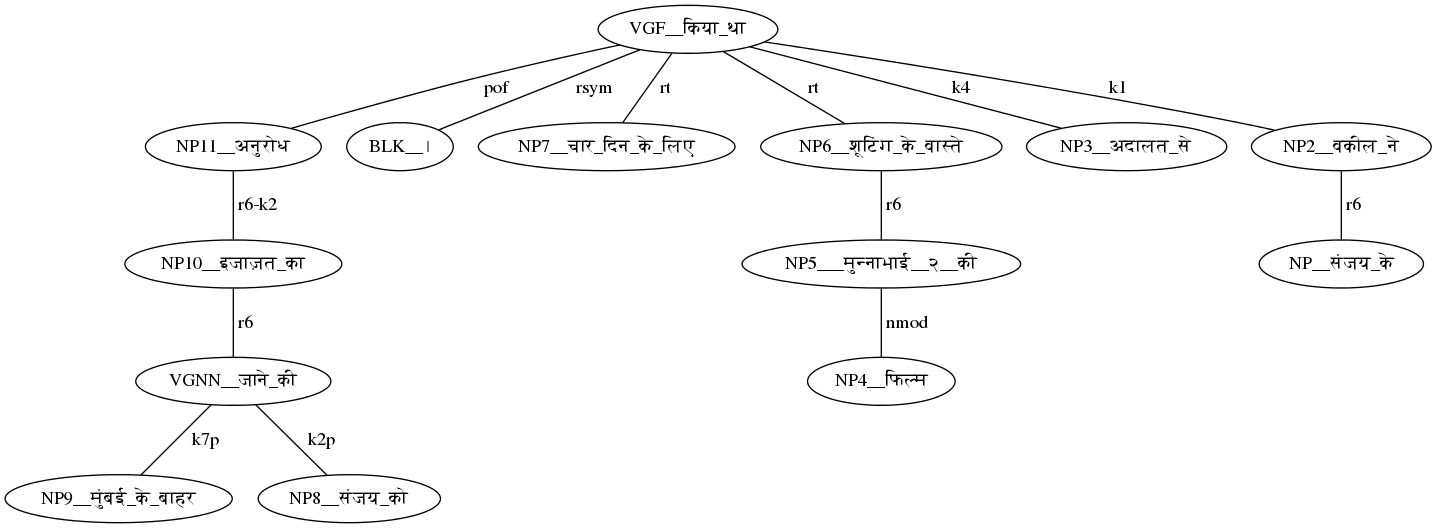 VGF__किया_था
pof rsym rt rt k4 k1
NP11__अनुरोध BLK__। NP7__चार_दिन_के_लिए NP6__शूटिंग_के_वास्ते NP3__अदालत_से NP2__वकील_ने
r6-k2 r6 r6
NP10__इजाज़त_का NP5___मुन्नाभाई__२__की NP__संजय_के
r6 nmod
VGNN__जाने_की NP4__फिल्म
k7p k2p
NP9__मुंबई_के_बाहर NP8__संजय_को